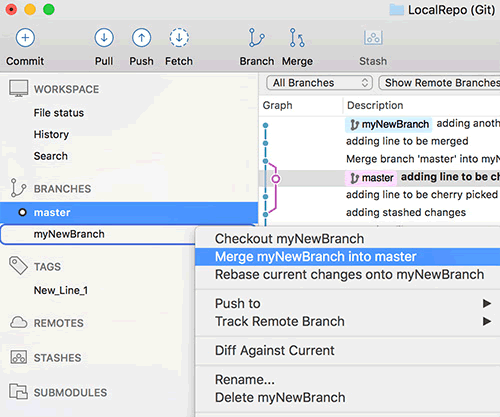 LocalRepo (Git)
Commit Pull Push Fetch Branch Merge Stash
All Branches Show Remote Branches
Graph Description
WORKSPACE
File status
History
Search
BRANCHES
master
myNewBranch
TAGS
New_Line_1
REMOTES
STASHES
SUBMODULES
myNewBranch adding anoth
adding line to be merged
Merge branch 'master' into myN
master adding line to be ch
adding line to be cherry picked
adding stashed changes
Checkout myNewBranch
Merge myNewBranch into master
Rebase current changes onto myNewBranch
Push to
Track Remote Branch
Diff Against Current
Rename...
Delete myNewBranch